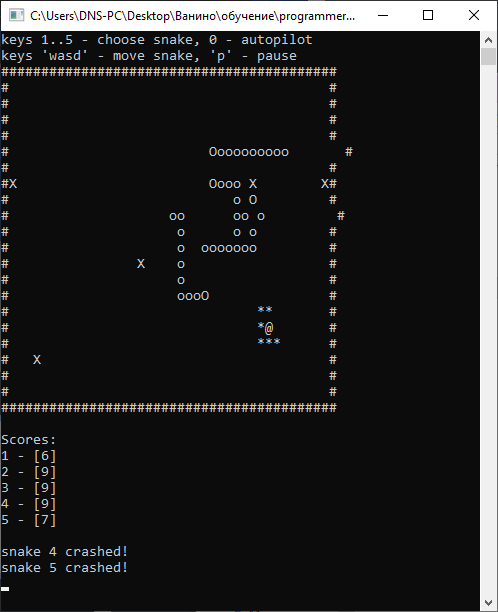 C:\Users\DNS-PC\Desktop\Ванино\обучение\programmer...
keys 1..5 - choose snake, 0 - autopilot
keys 'wasd' - move snake, 'p' - pause
##########################################
#                                        #
#                                        #
#                                        #
#                                        #
#                         Oooooooooo       #
#                                        #
#X                        Oooo X        X#
#                            o O         #
#                    oo      oo o         #
#                     o      o o         #
#                     o  ooooooo         #
#                X    o                  #
#                     o                  #
#                     oooO               #
#                               **       #
#                               *@       #
#                               ***      #
#   X                                    #
#                                        #
#                                        #
##########################################
Scores:
1 - [6]
2 - [9]
3 - [9]
4 - [9]
5 - [7]
snake 4 crashed!
snake 5 crashed!